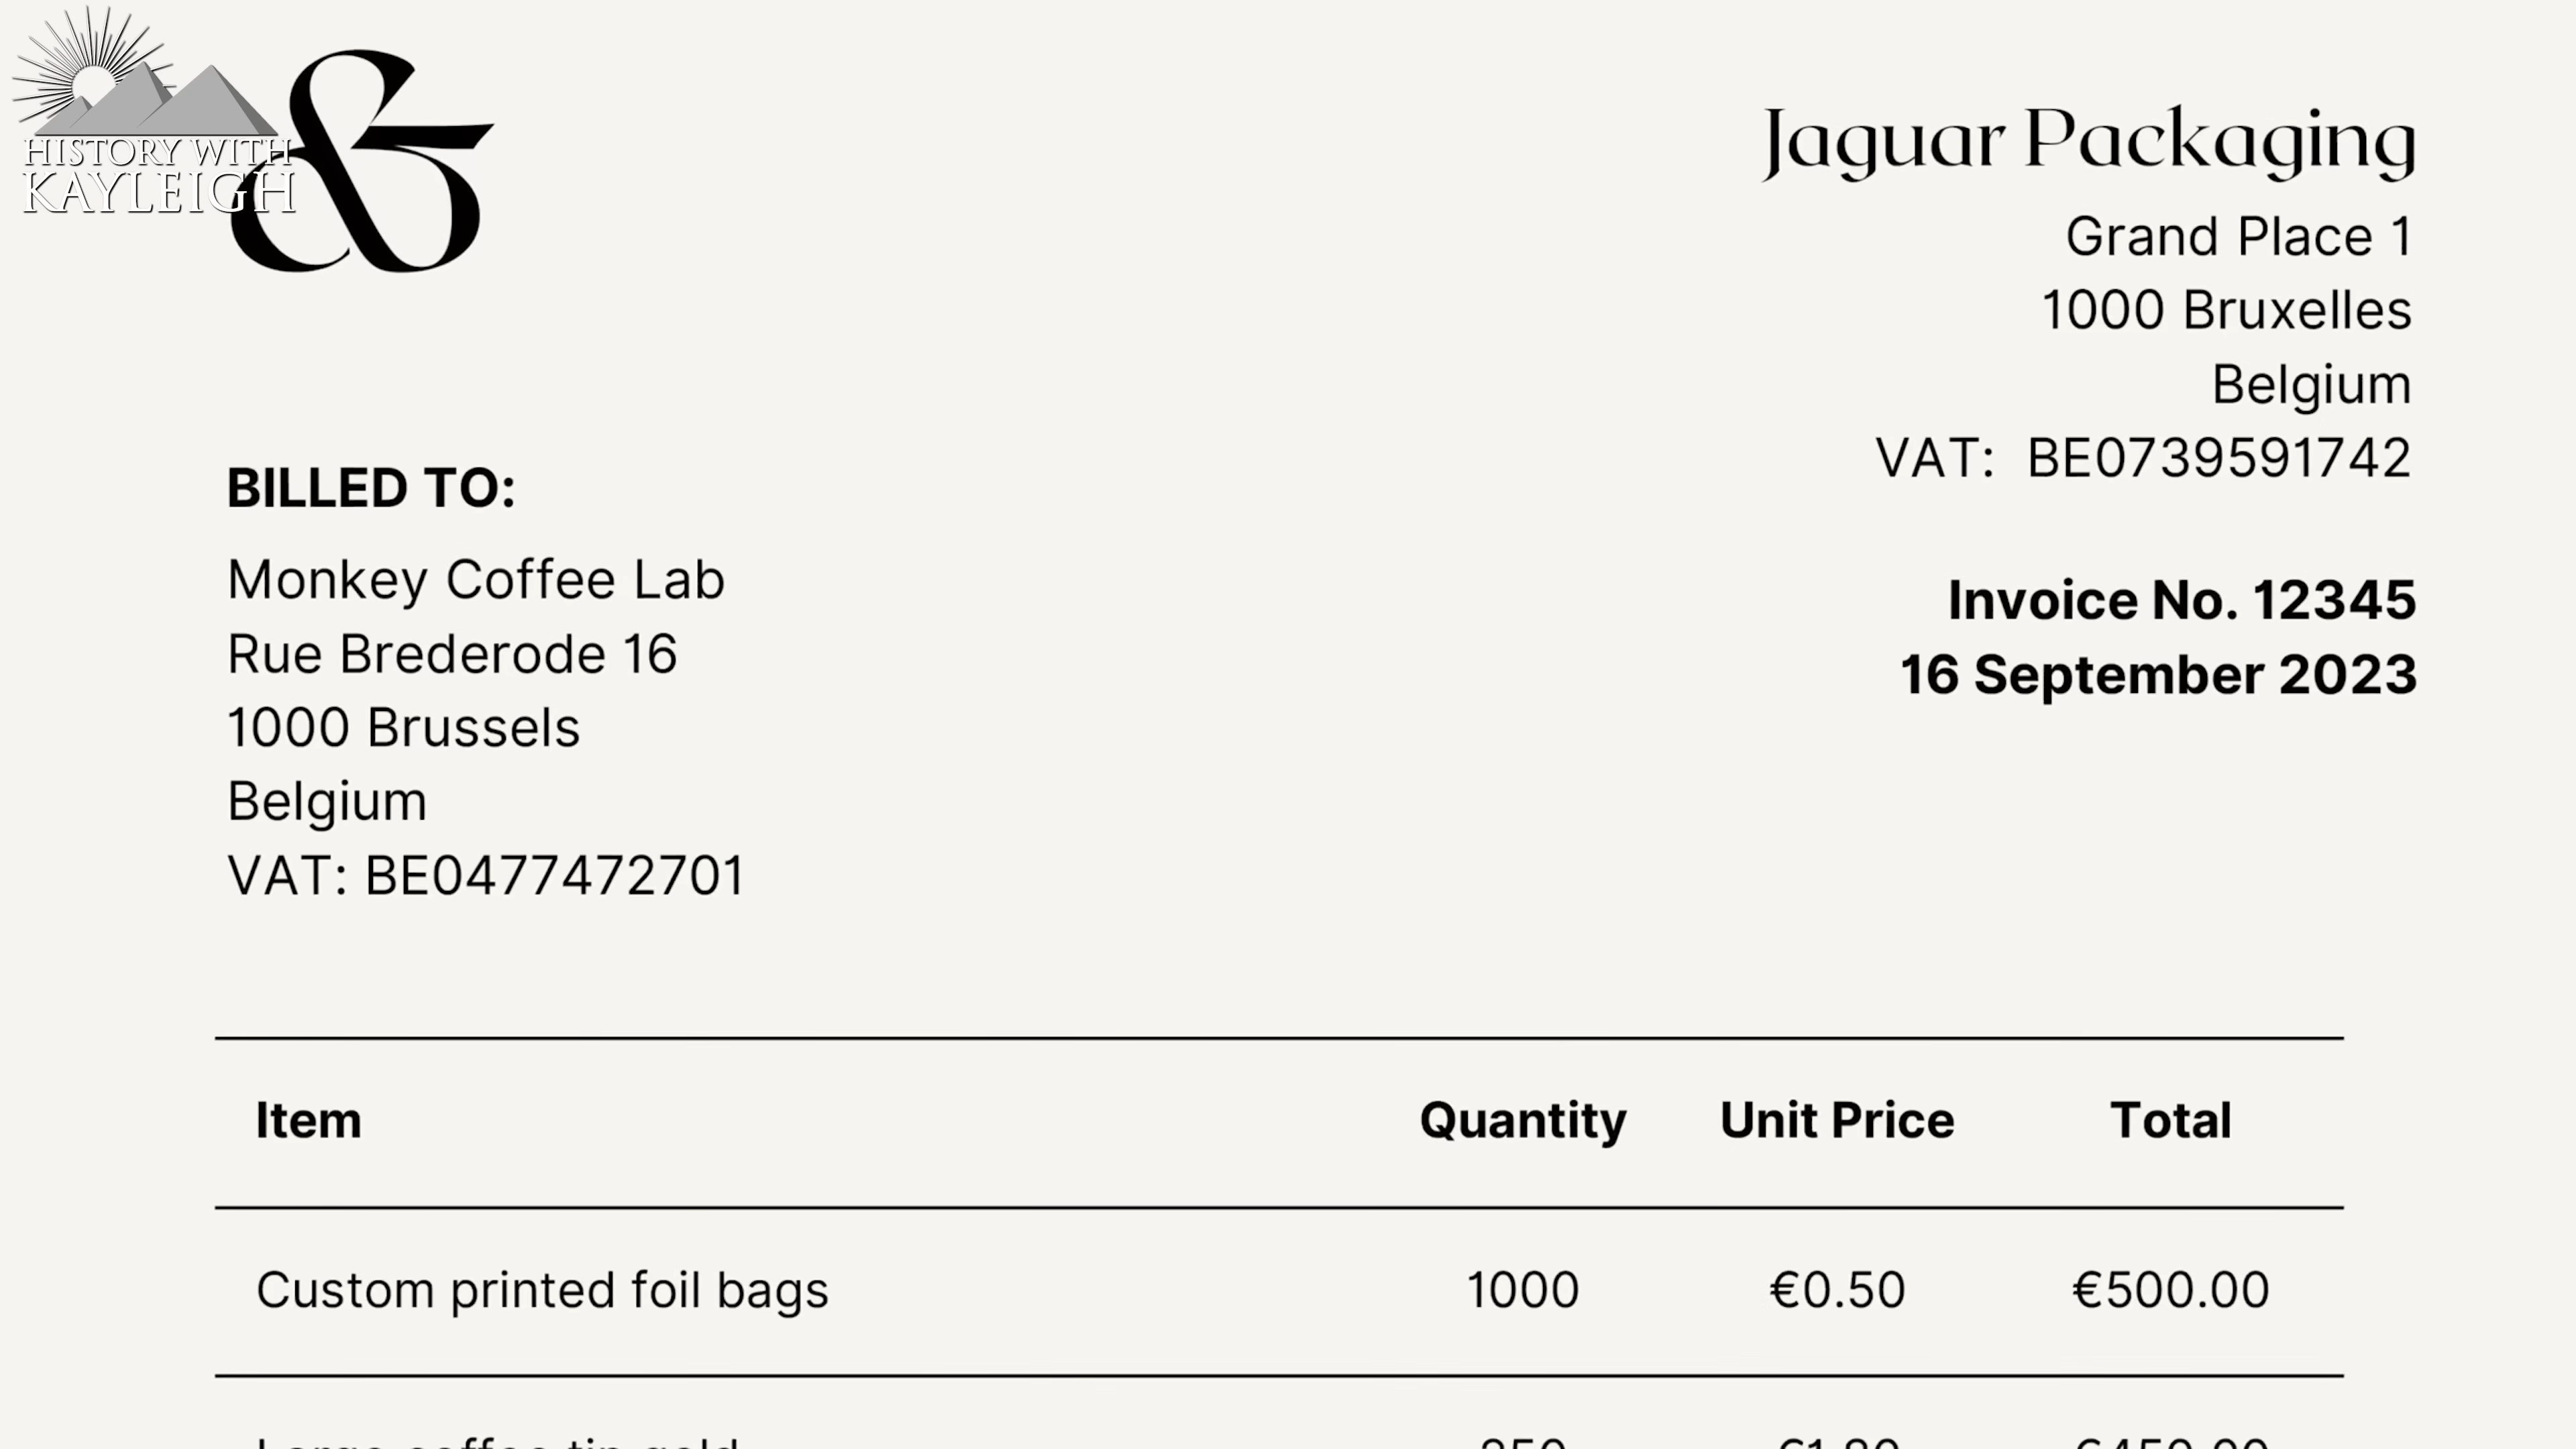 HISTORY WITH
KAYLEIGH
&
Jaguar Packaging
Grand Place 1
1000 Bruxelles
Belgium
VAT: BE0739591742
BILLED TO:
Monkey Coffee Lab
Rue Brederode 16
1000 Brussels
Belgium
VAT: BE0477472701
Invoice No. 12345
16 September 2023
Item Quantity Unit Price Total
Custom printed foil bags 1000 €0.50 €500.00